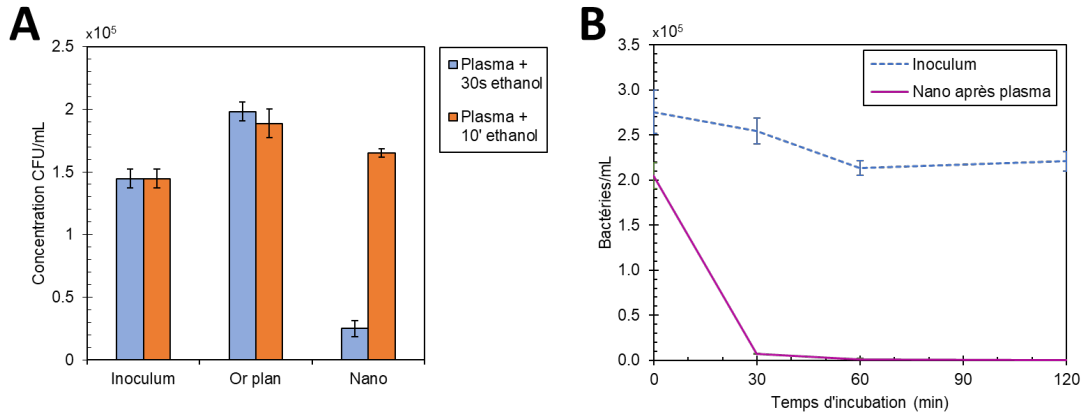 A
x10⁵
Concentration CFU/mL
2.5
2
1.5
1
0.5
0
Inoculum
Or plan
Nano
Plasma +
30s ethanol
Plasma +
10' ethanol
B
x10⁵
Bactéries/mL
3.5
3.0
2.5
2.0
1.5
1.0
0.5
0.0
0
30
60
90
120
Temps d'incubation (min)
Inoculum
Nano après plasma